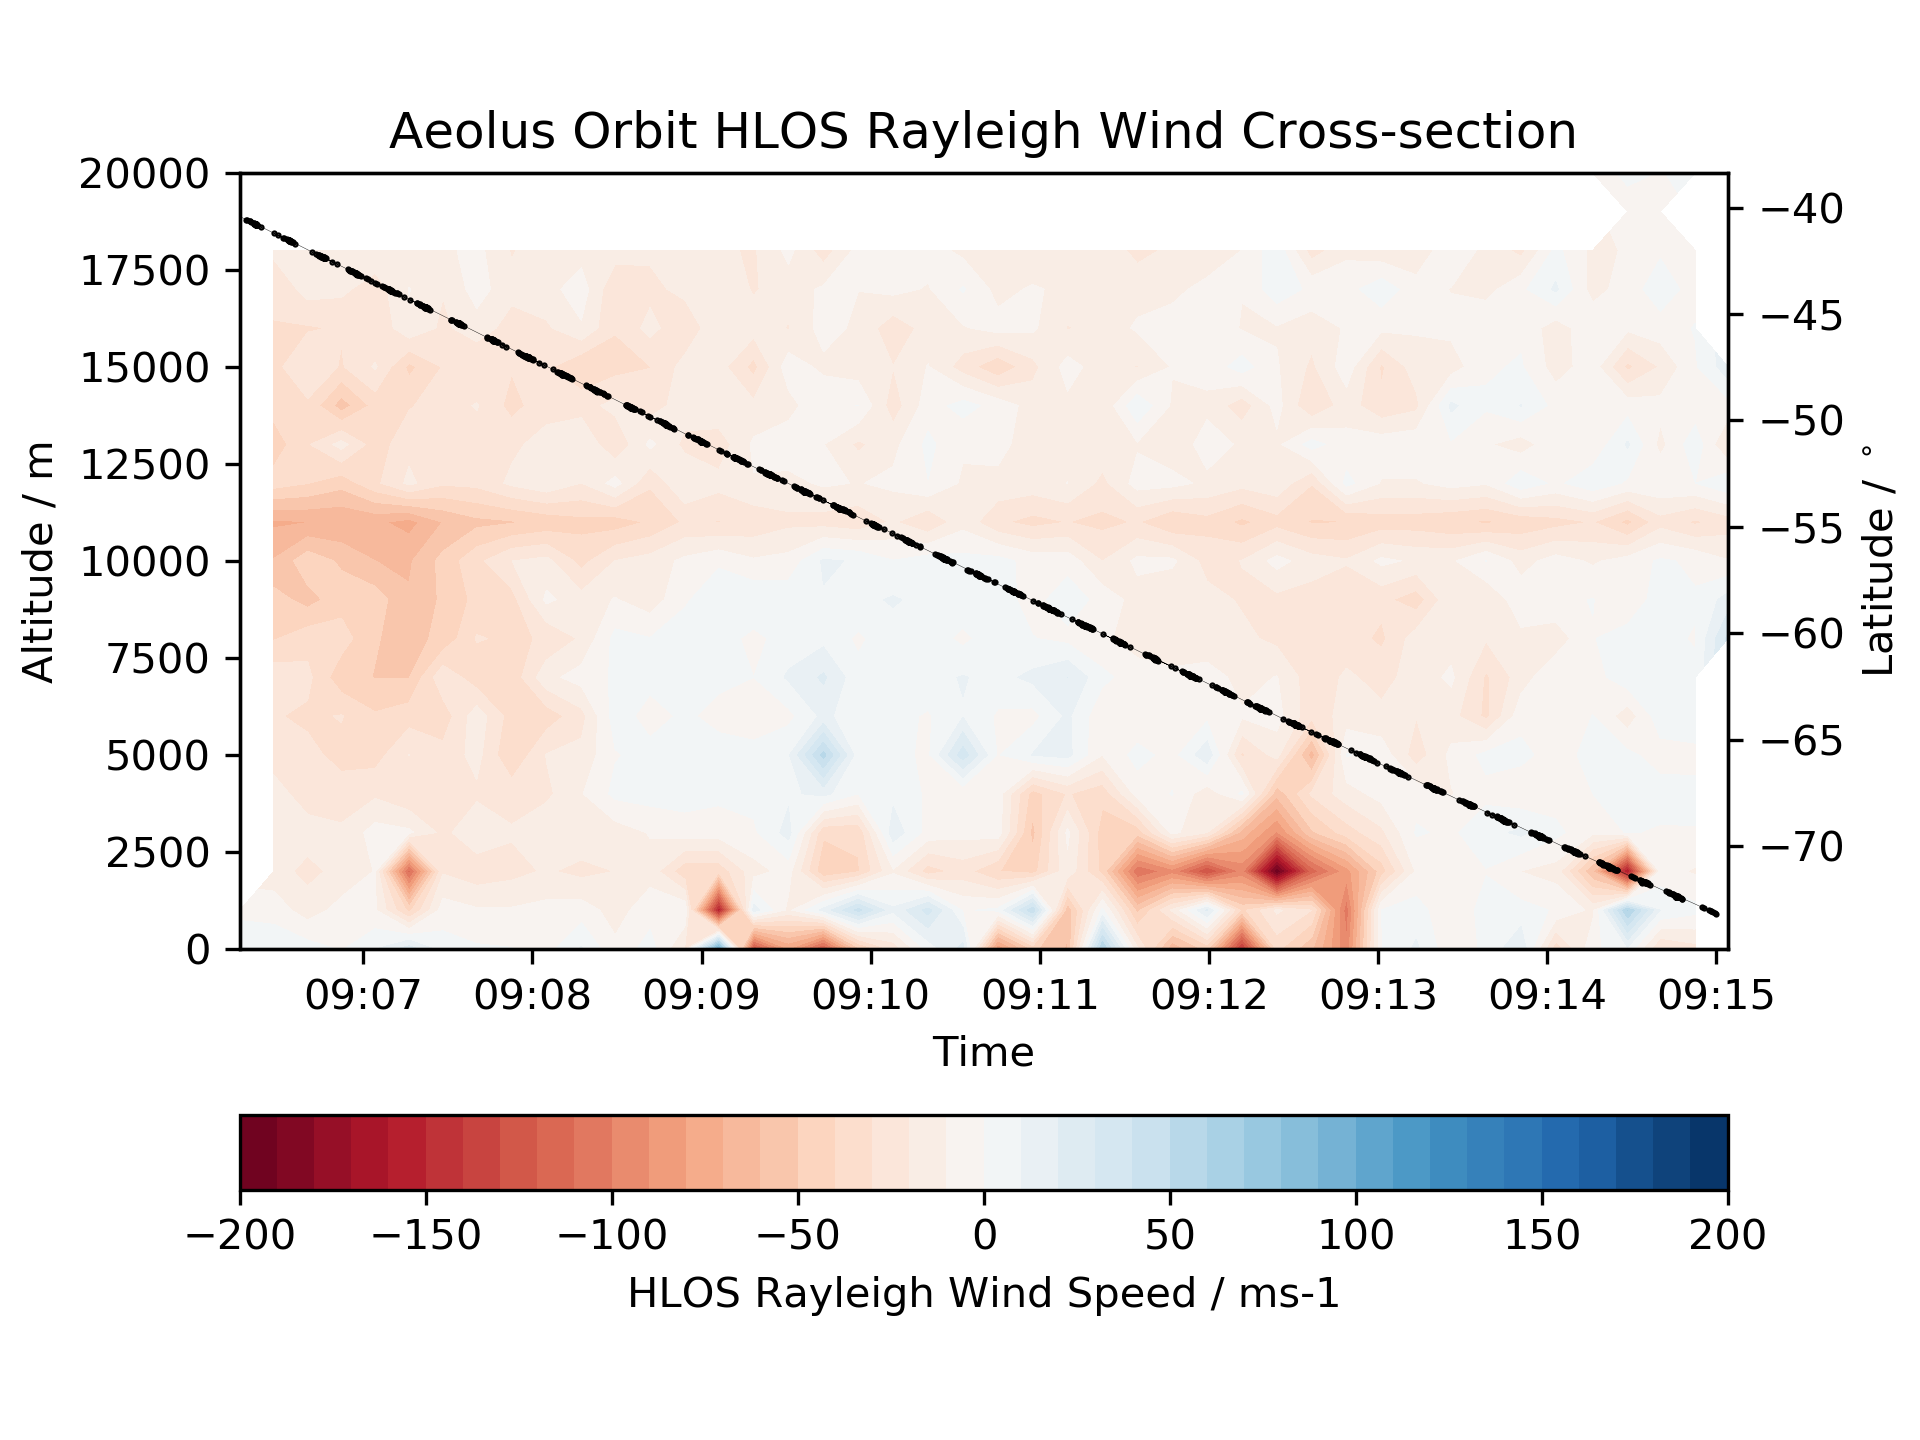 Aeolus Orbit HLOS Rayleigh Wind Cross-section
20000
17500
15000
12500
10000
7500
5000
2500
0
Altitude / m
−40
−45
−50
−55
−60
−65
−70
Latitude / °
09:07 09:08 09:09 09:10 09:11 09:12 09:13 09:14 09:15
Time
−200 −150 −100 −50 0 50 100 150 200
HLOS Rayleigh Wind Speed / ms-1